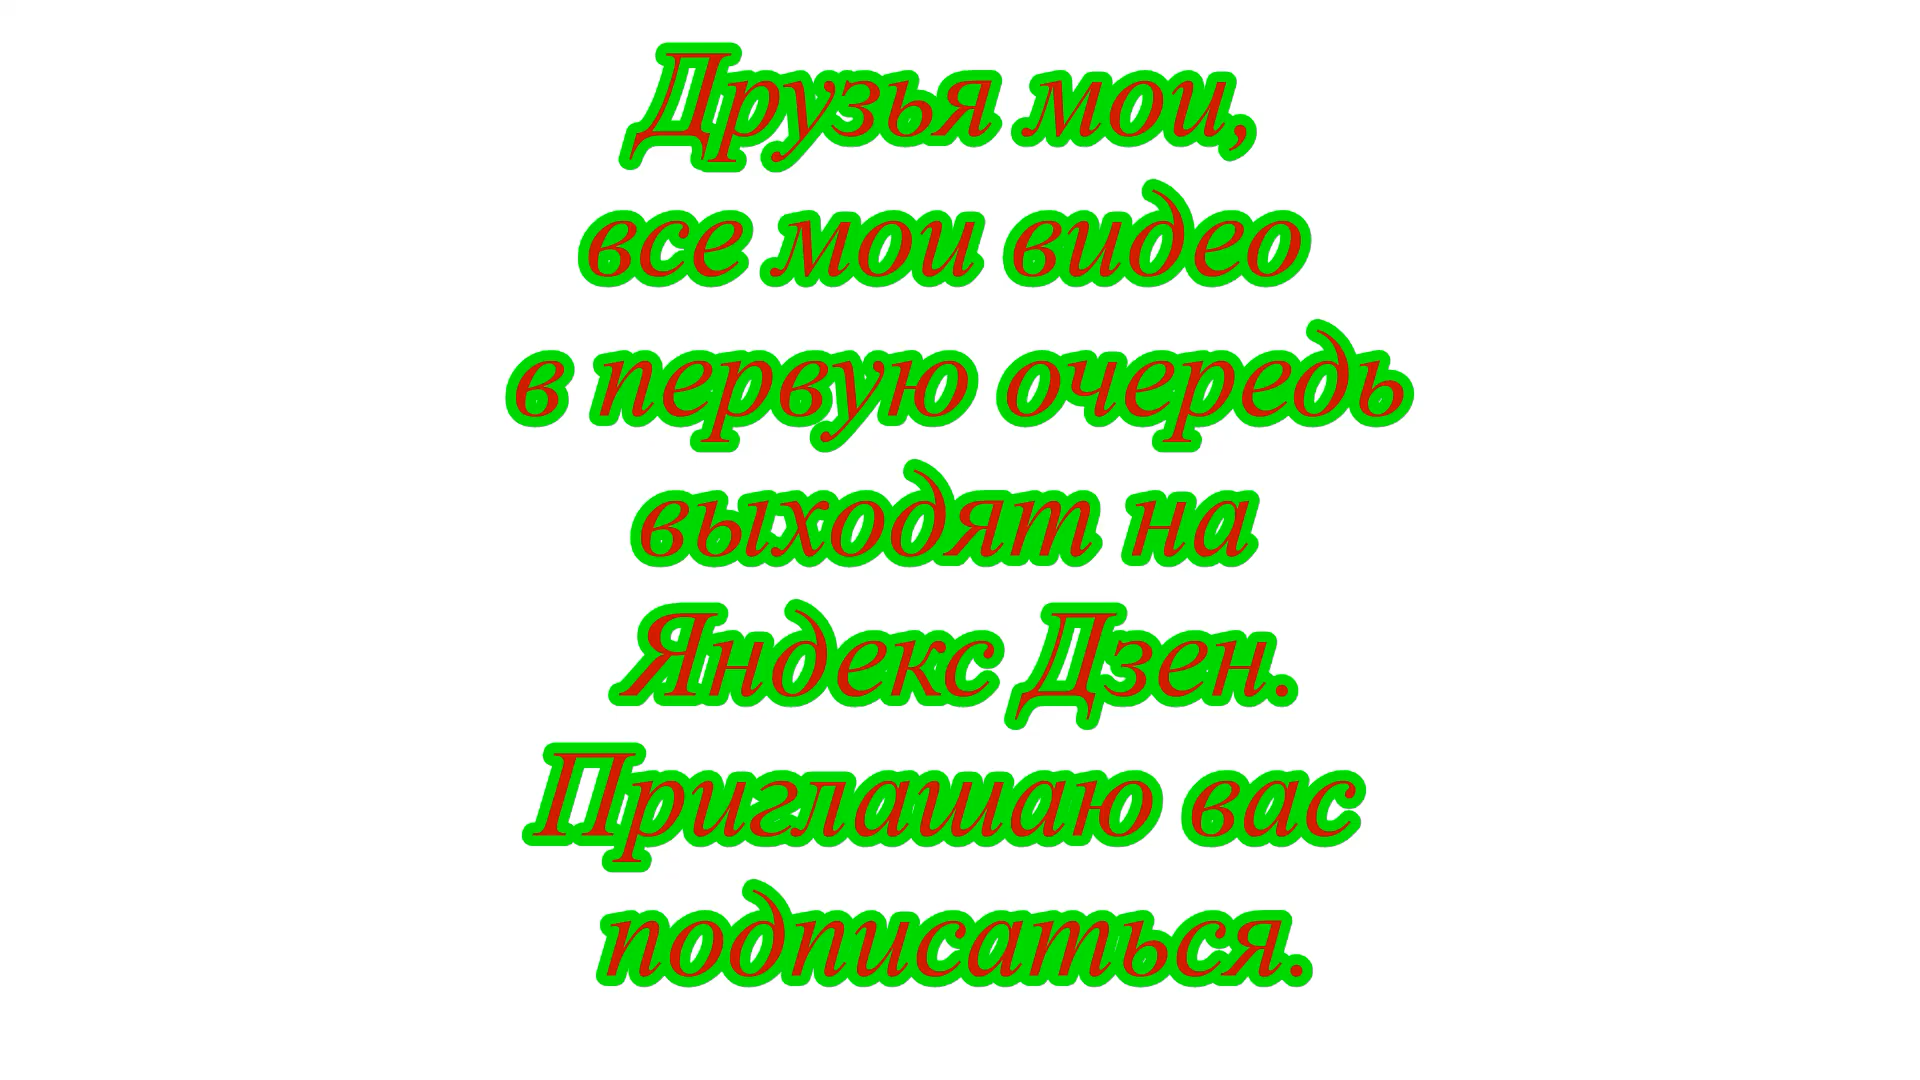 Друзья мои,
все мои видео
в первую очередь
выходят на
Яндекс Дзен.
Приглашаю вас
подписаться.